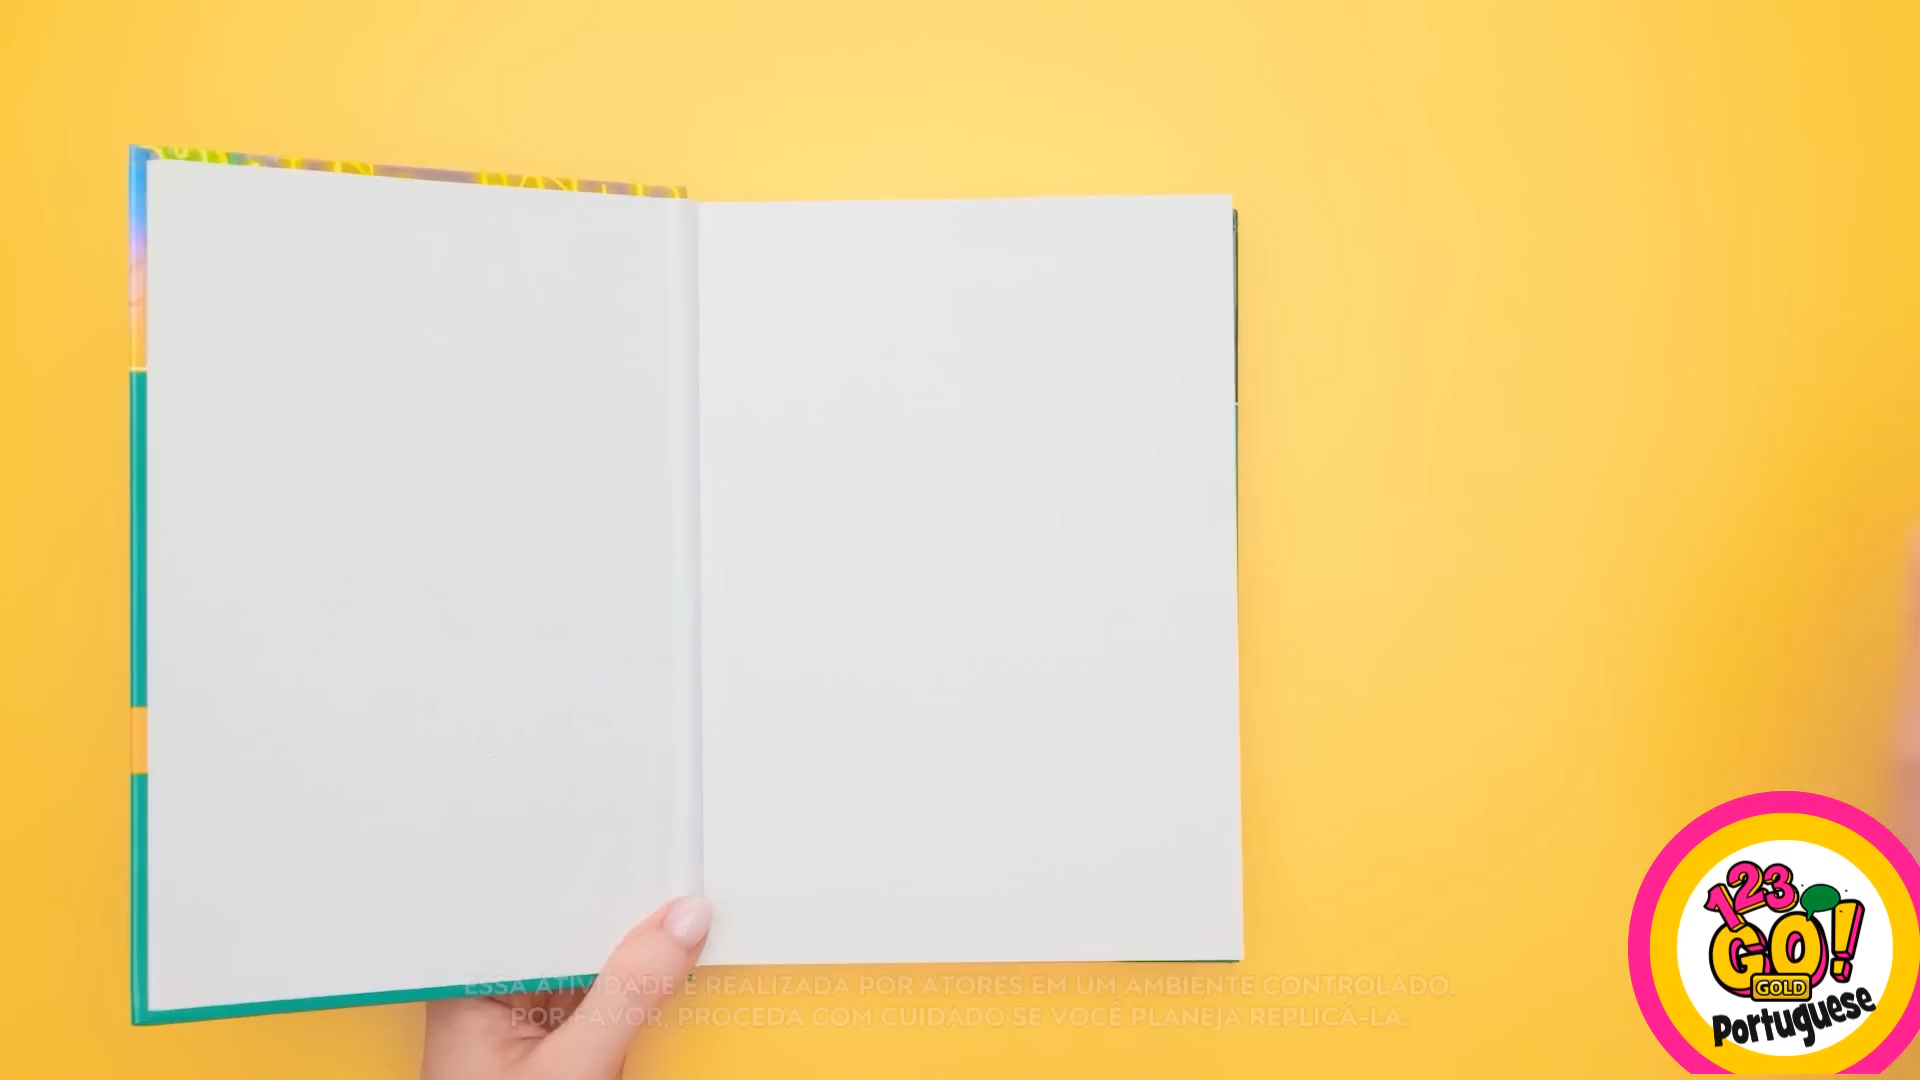 ESSA ATIVIDADE É REALIZADA POR ATORES EM UM AMBIENTE CONTROLADO.
POR FAVOR, PROCEDA COM CUIDADO SE VOCÊ PLANEJA REPLICÁ-LA.
123
GO!
GOLD
Portuguese